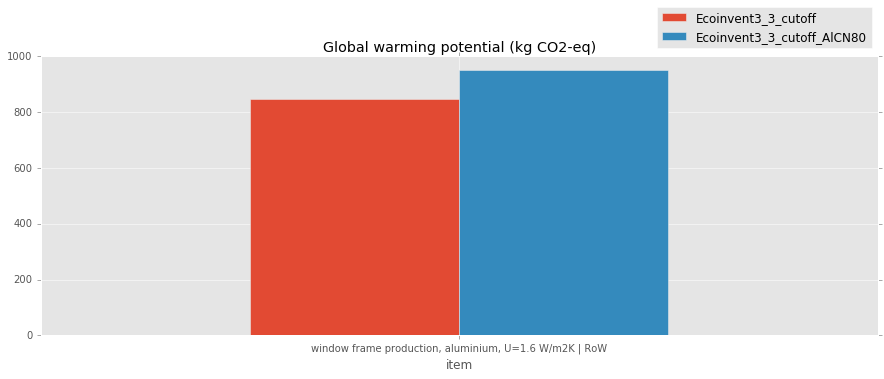 Ecoinvent3_3_cutoff
Ecoinvent3_3_cutoff_AlCN80
Global warming potential (kg CO2-eq)
1000
800
600
400
200
0
window frame production, aluminium, U=1.6 W/m2K | RoW
item